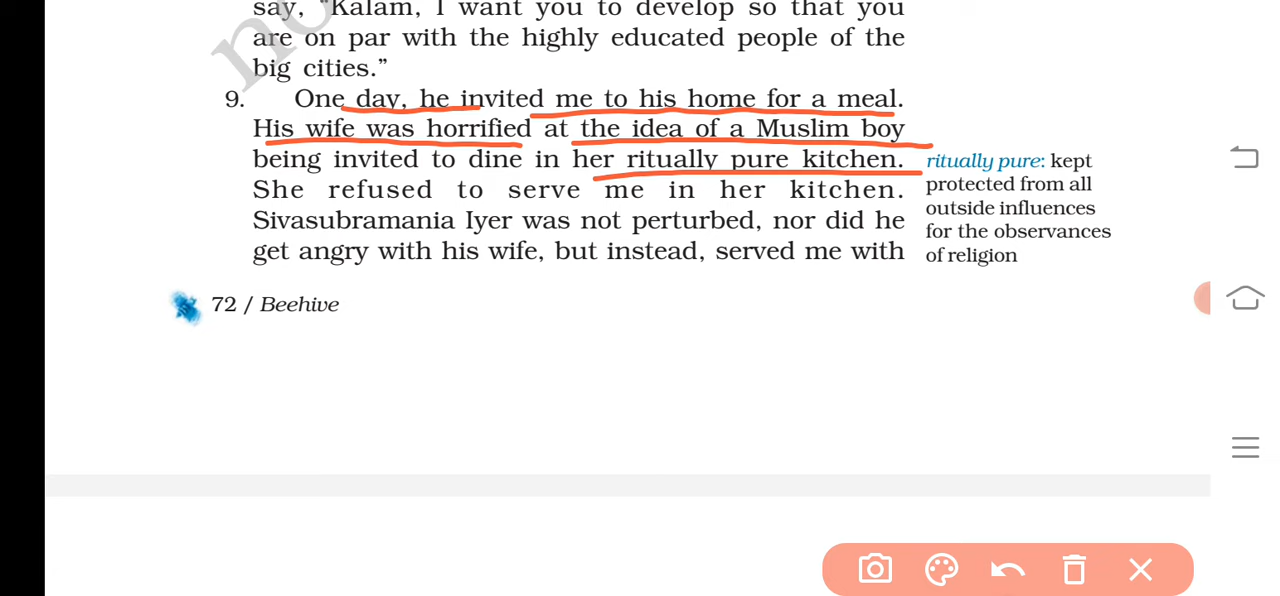 say, “Kalam, I want you to develop so that you
are on par with the highly educated people of the
big cities.”
9. One day, he invited me to his home for a meal.
His wife was horrified at the idea of a Muslim boy
being invited to dine in her ritually pure kitchen.
She refused to serve me in her kitchen.
Sivasubramania Iyer was not perturbed, nor did he
get angry with his wife, but instead, served me with
ritually pure: kept
protected from all
outside influences
for the observances
of religion
72 / Beehive